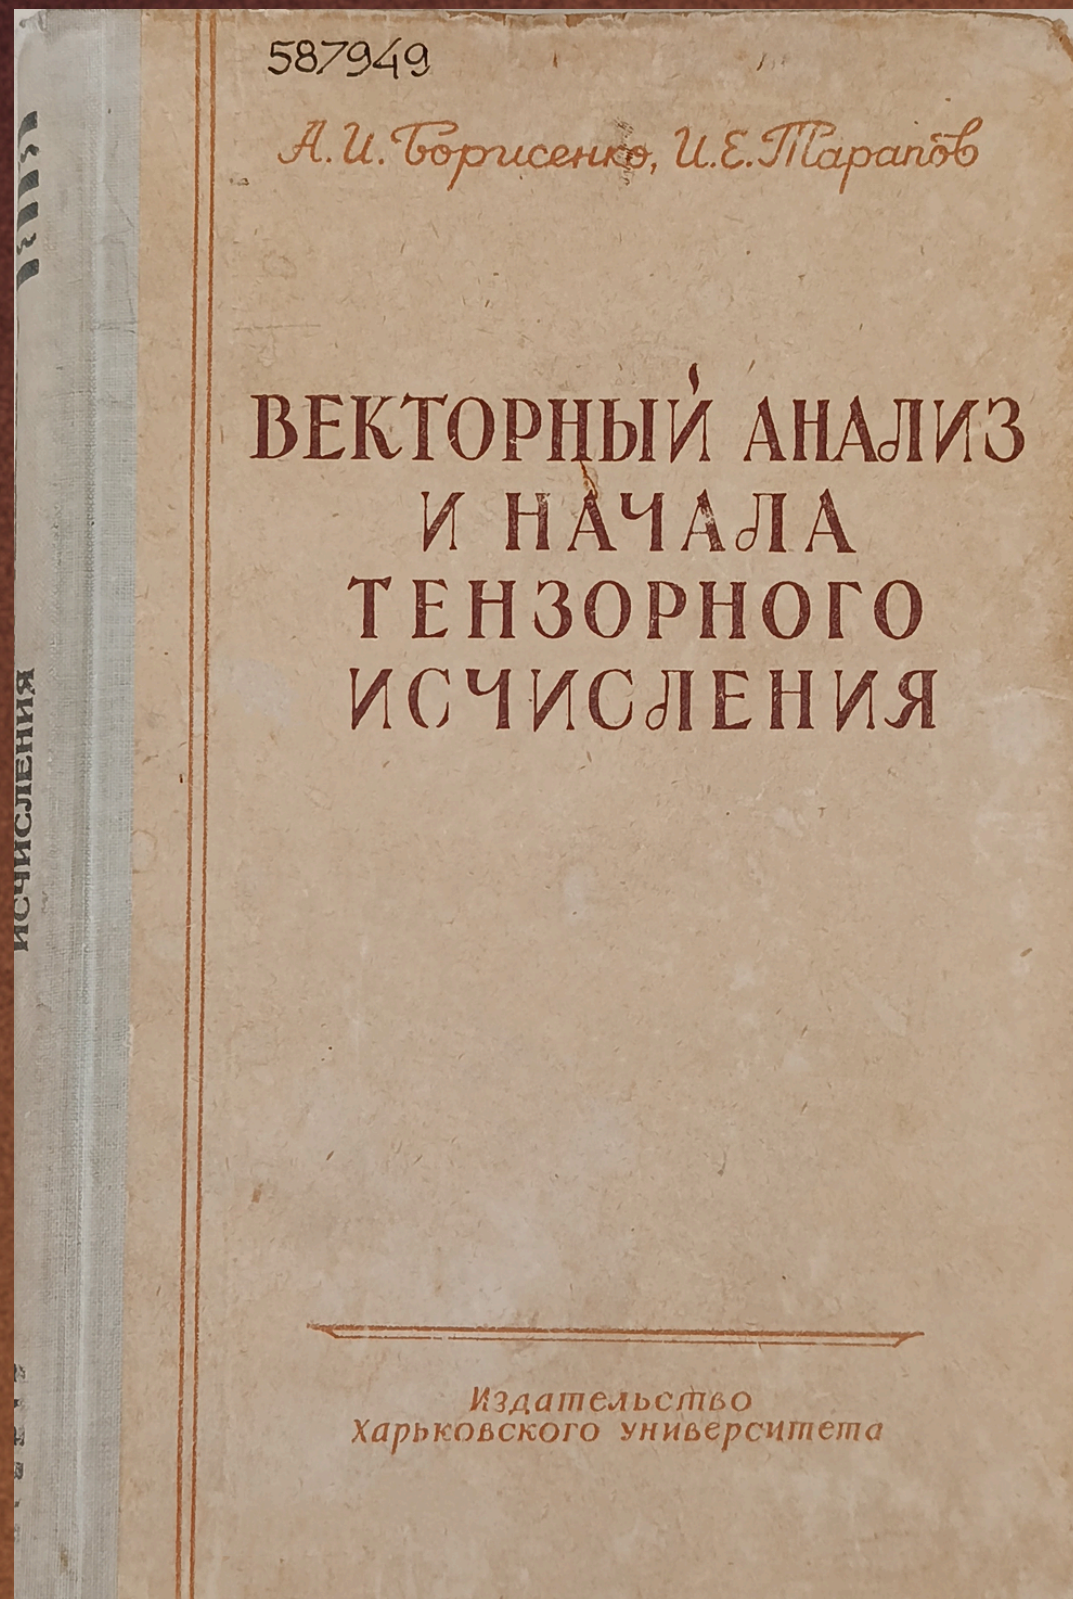 587949
А.И. Борисенко, И.Е. Тарапов
ВЕКТОРНЫЙ АНАЛИЗ
И НАЧАЛА
ТЕНЗОРНОГО
ИСЧИСЛЕНИЯ
Издательство
Харьковского университета
ИСЧИСЛЕНИЯ